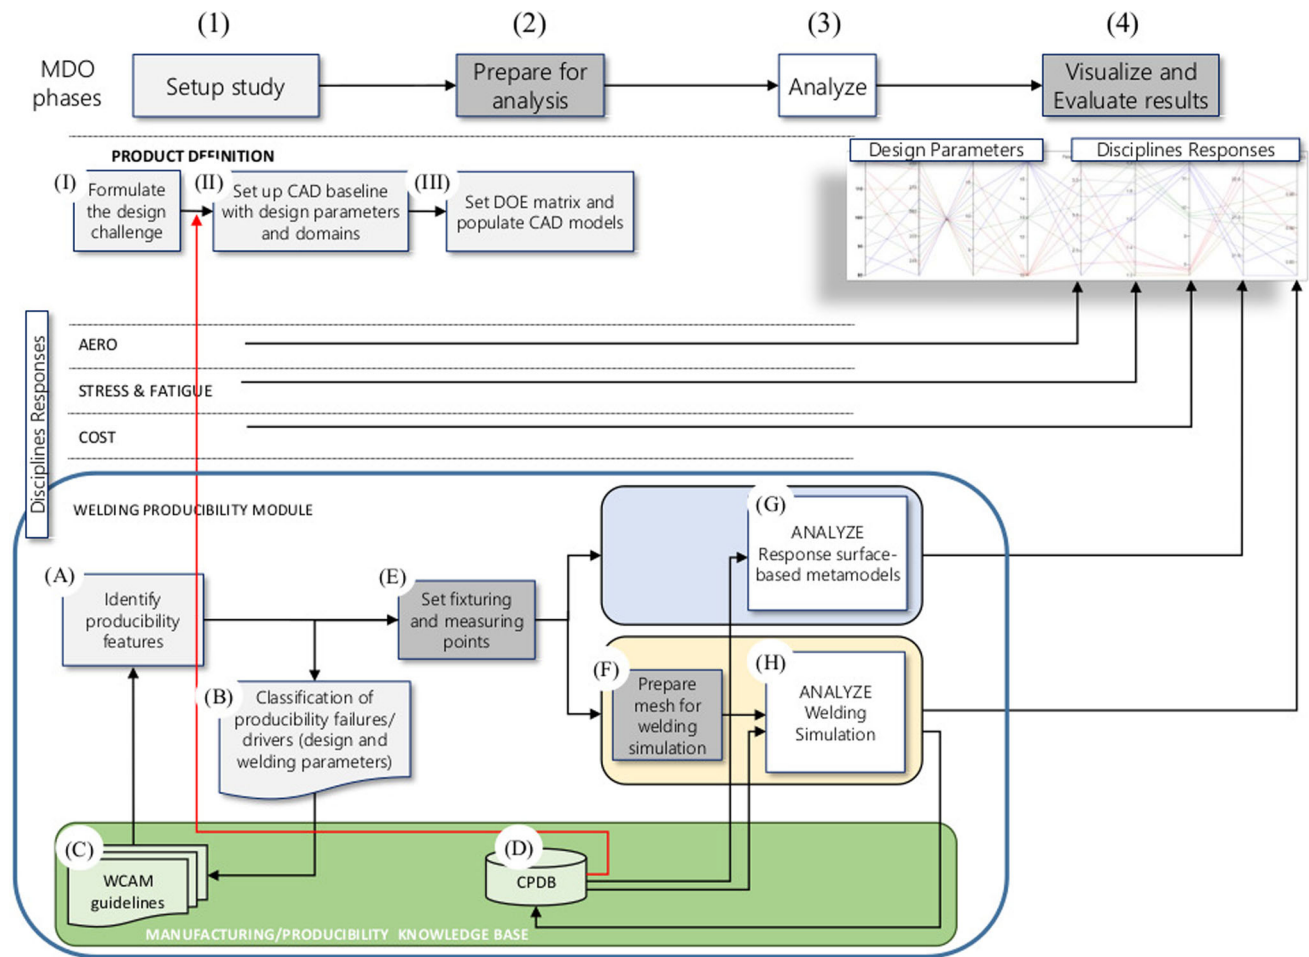 (1)
(2)
(3)
(4)
MDO
phases
Setup study
Prepare for
analysis
Analyze
Visualize and
Evaluate results
PRODUCT DEFINITION
(I)
Formulate
the design
challenge
(II)
Set up CAD baseline
with design parameters
and domains
(III)
Set DOE matrix and
populate CAD models
Design Parameters
Disciplines Responses
Disciplines Responses
AERO
STRESS & FATIGUE
COST
WELDING PRODUCIBILITY MODULE
(A)
Identify
producibility
features
(B)
Classification of
producibility failures/
drivers (design and
welding parameters)
(E)
Set fixturing
and measuring
points
(G)
ANALYZE
Response surface-
based metamodels
(F)
Prepare
mesh for
welding
simulation
(H)
ANALYZE
Welding
Simulation
(C)
WCAM
guidelines
(D)
CPDB
MANUFACTURING/PRODUCIBILITY KNOWLEDGE BASE